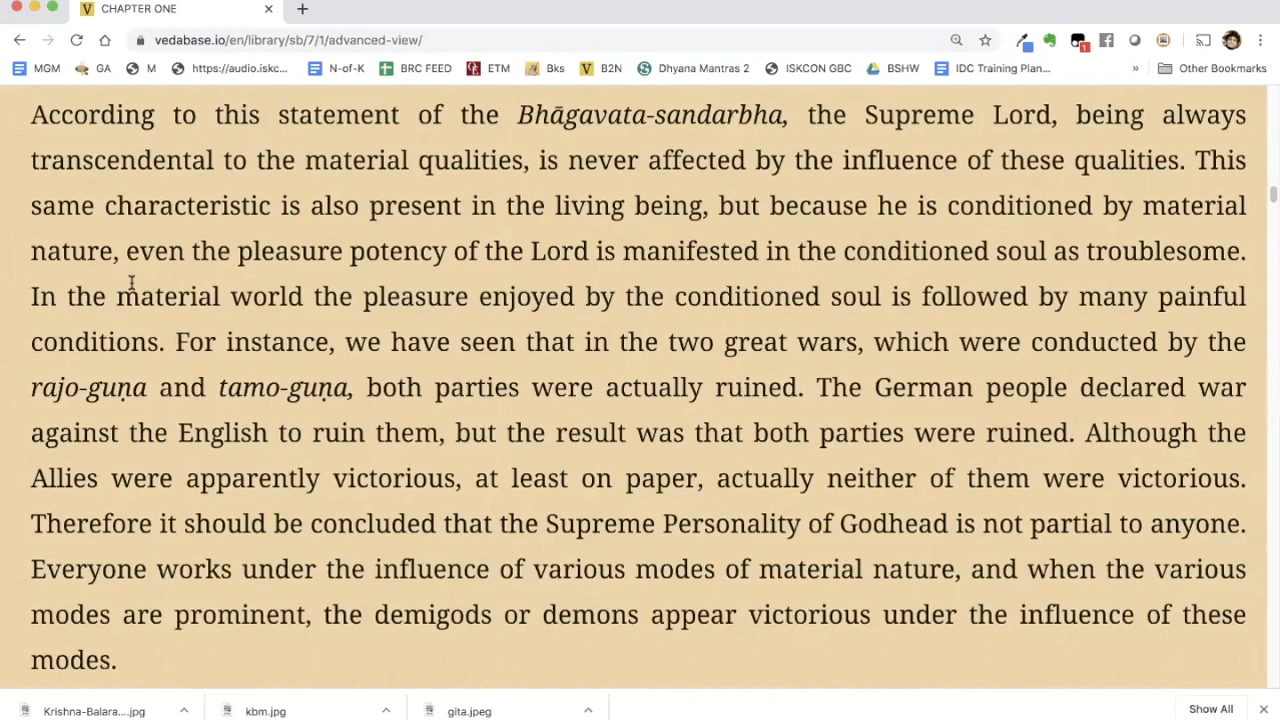 CHAPTER ONE
vedabase.io/en/library/sb/7/1/advanced-view/
MGM GA M https://audio.iskc... N-of-K BRC FEED ETM Bks B2N Dhyana Mantras 2 ISKCON GBC BSHW IDC Training Plan... » Other Bookmarks
According to this statement of the Bhāgavata-sandarbha, the Supreme Lord, being always
transcendental to the material qualities, is never affected by the influence of these qualities. This
same characteristic is also present in the living being, but because he is conditioned by material
nature, even the pleasure potency of the Lord is manifested in the conditioned soul as troublesome.
In the material world the pleasure enjoyed by the conditioned soul is followed by many painful
conditions. For instance, we have seen that in the two great wars, which were conducted by the
rajo-guṇa and tamo-guṇa, both parties were actually ruined. The German people declared war
against the English to ruin them, but the result was that both parties were ruined. Although the
Allies were apparently victorious, at least on paper, actually neither of them were victorious.
Therefore it should be concluded that the Supreme Personality of Godhead is not partial to anyone.
Everyone works under the influence of various modes of material nature, and when the various
modes are prominent, the demigods or demons appear victorious under the influence of these
modes.
Krishna-Balara....jpg kbm.jpg gita.jpeg Show All